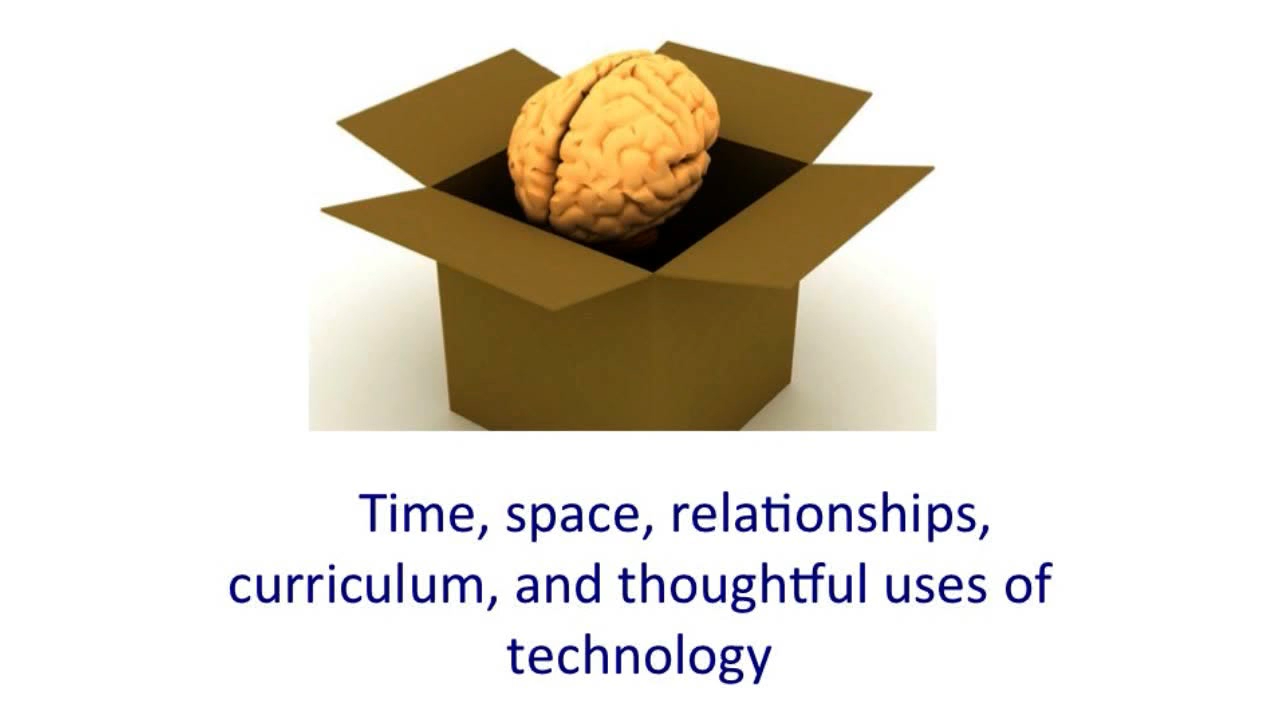 Time, space, relationships,
curriculum, and thoughtful uses of
technology